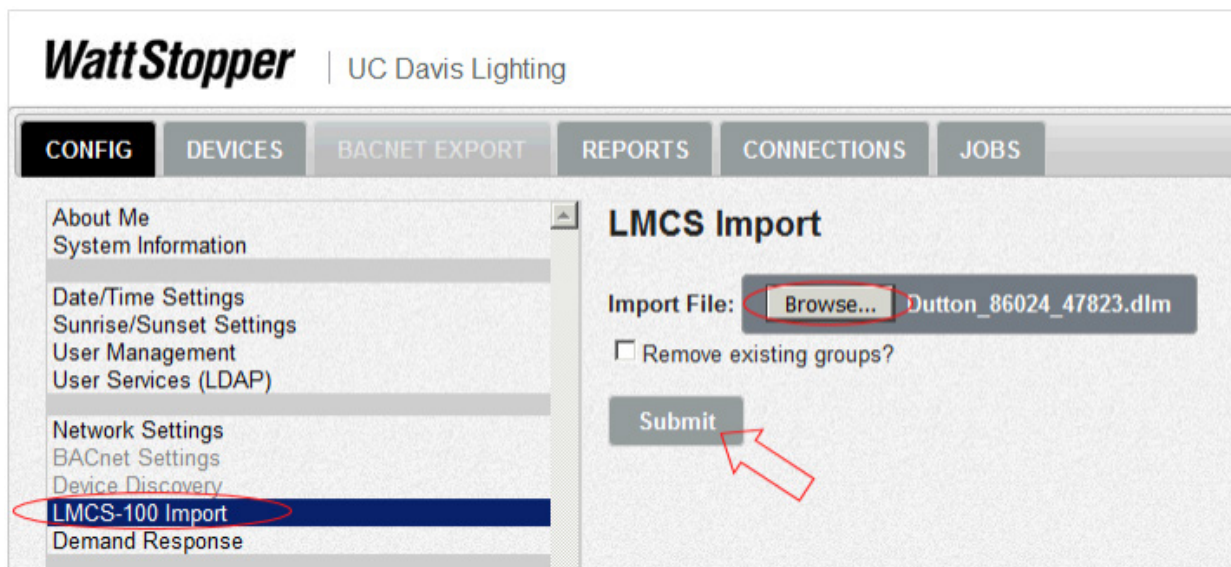 WattStopper | UC Davis Lighting
CONFIG DEVICES BACNET EXPORT REPORTS CONNECTIONS JOBS
About Me
System Information
Date/Time Settings
Sunrise/Sunset Settings
User Management
User Services (LDAP)
Network Settings
BACnet Settings
Device Discovery
LMCS-100 Import
Demand Response
LMCS Import
Import File: Browse... Dutton_86024_47823.dlm
Remove existing groups?
Submit